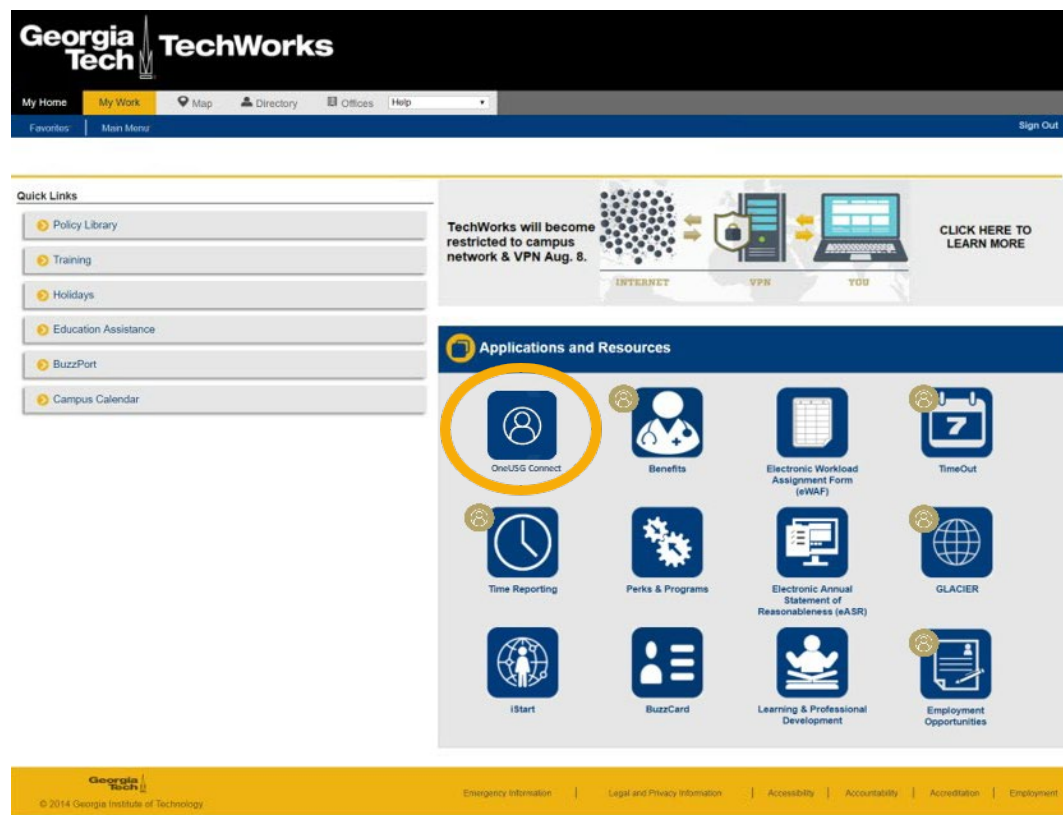 Georgia
Tech
TechWorks
My Home
My Work
Map
Directory
Offices
Help
Favorites
Main Menu
Sign Out
Quick Links
Policy Library
Training
Holidays
Education Assistance
BuzzPort
Campus Calendar
TechWorks will become
restricted to campus
network & VPN Aug. 8.
INTERNET
VPN
YOU
CLICK HERE TO
LEARN MORE
Applications and Resources
OneUSG Connect
Benefits
Electronic Workload
Assignment Form
(eWAF)
7
TimeOut
Time Reporting
Perks & Programs
Electronic Annual
Statement of
Reasonableness (eASR)
GLACIER
iStart
BuzzCard
Learning & Professional
Development
Employment
Opportunities
Georgia
Tech
© 2014 Georgia Institute of Technology
Emergency Information | Legal and Privacy Information | Accessibility | Accountability | Accreditation | Employment